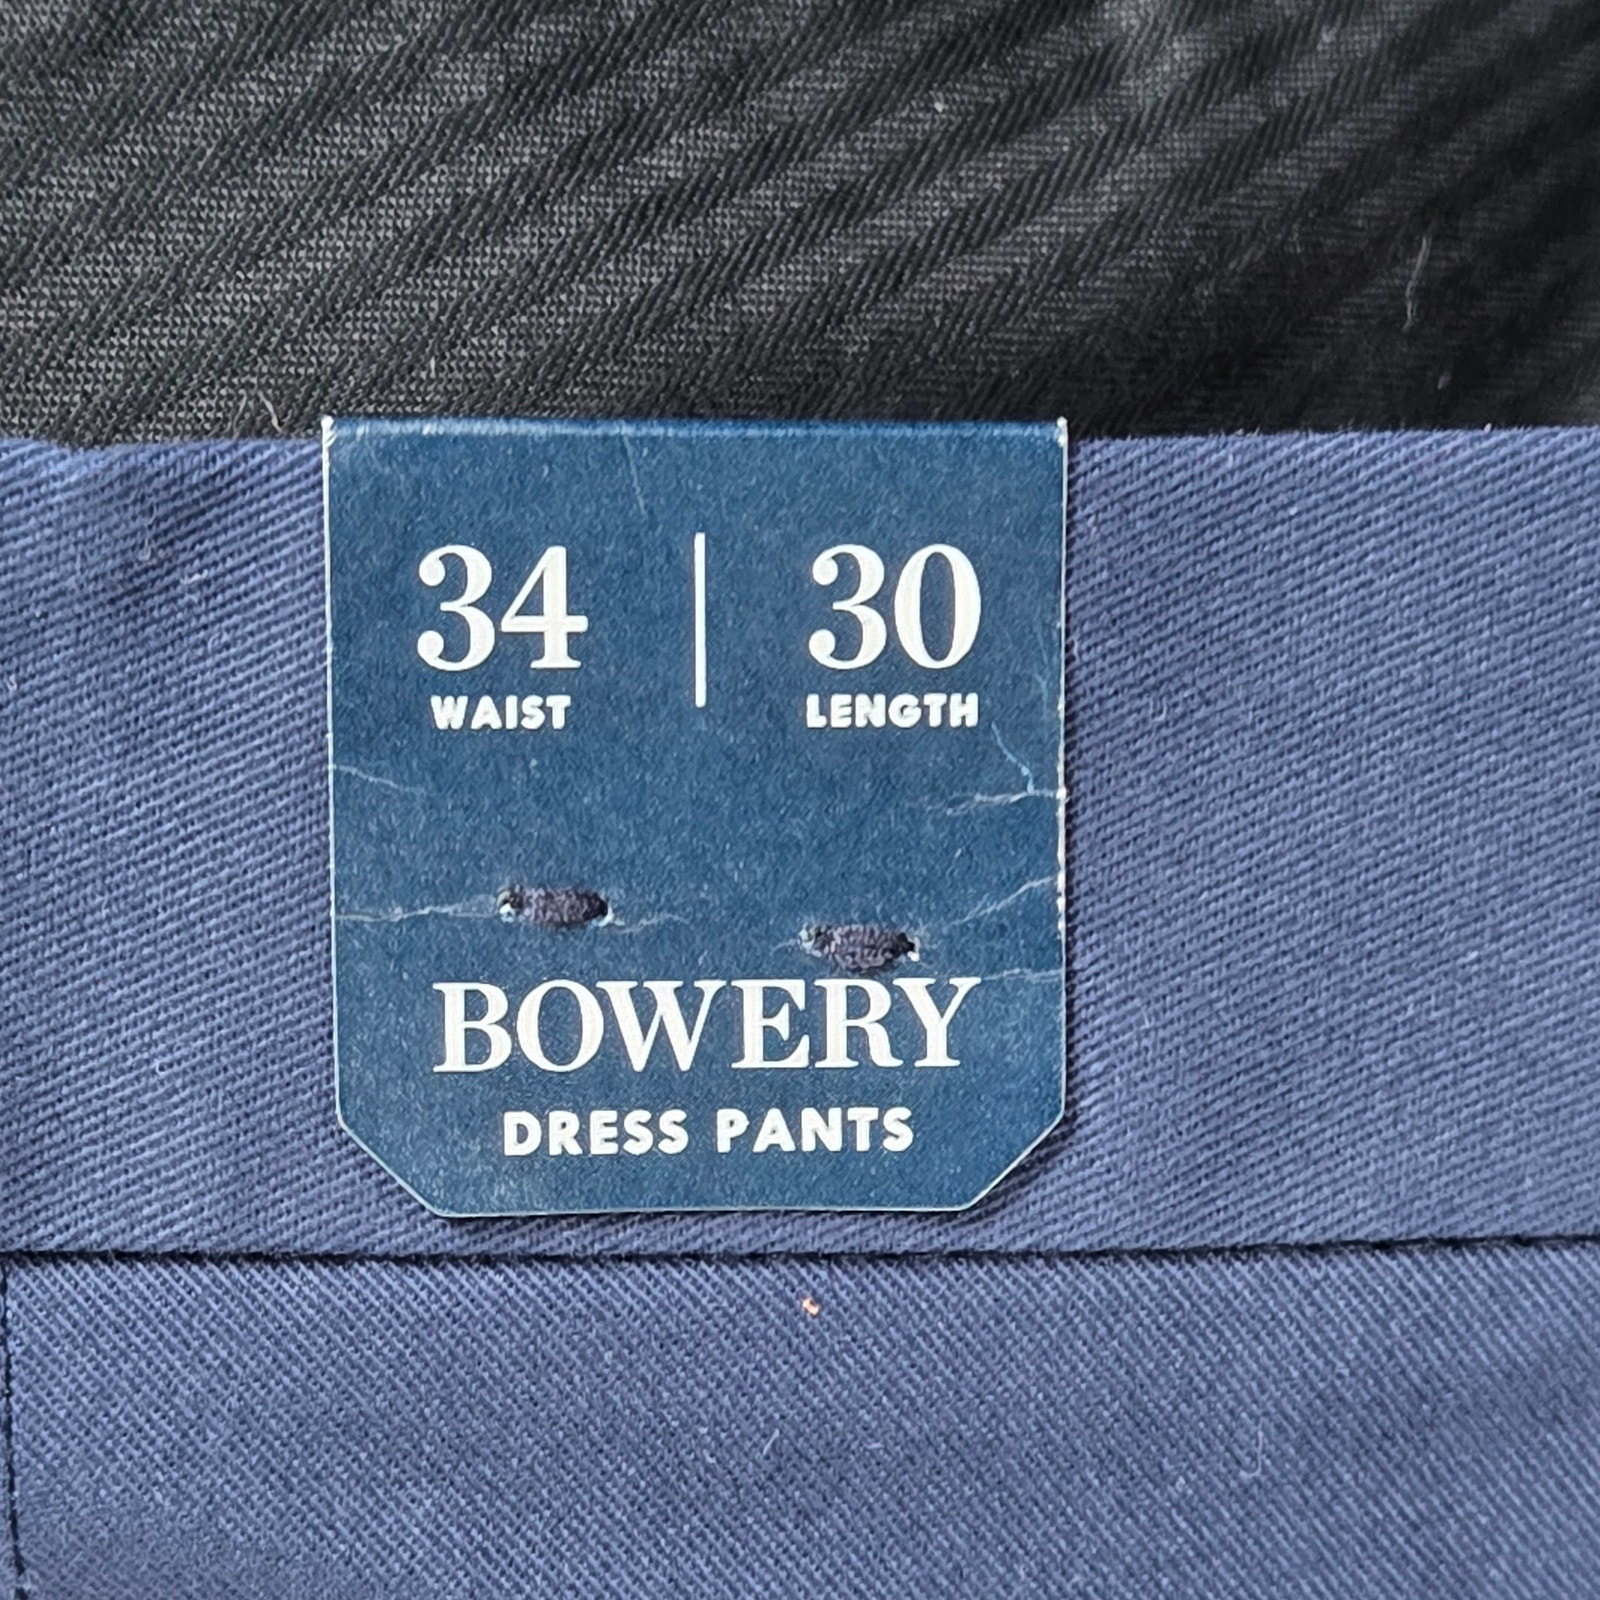 34 | 30
WAIST LENGTH
BOWERY
DRESS PANTS